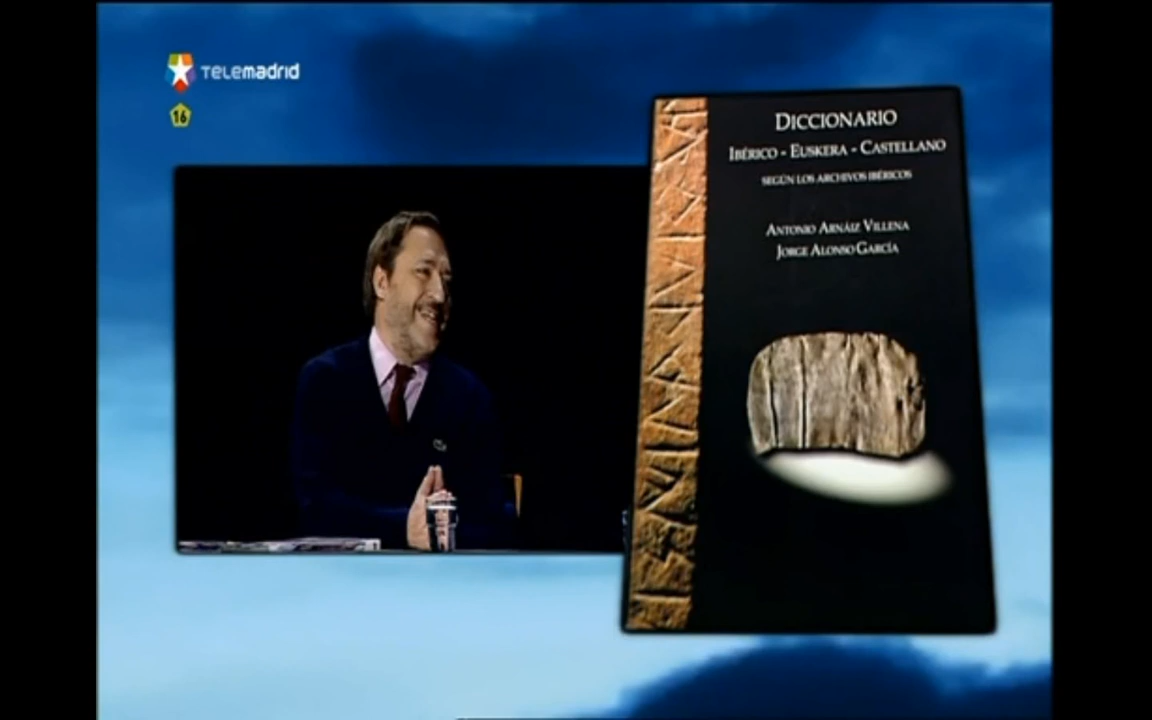 TELEMADRID
16
DICCIONARIO
IBÉRICO - EUSKERA - CASTELLANO
SEGÚN LOS ARCHIVOS IBÉRICOS
ANTONIO ARNÁIZ VILLENA
JORGE ALONSO GARCÍA